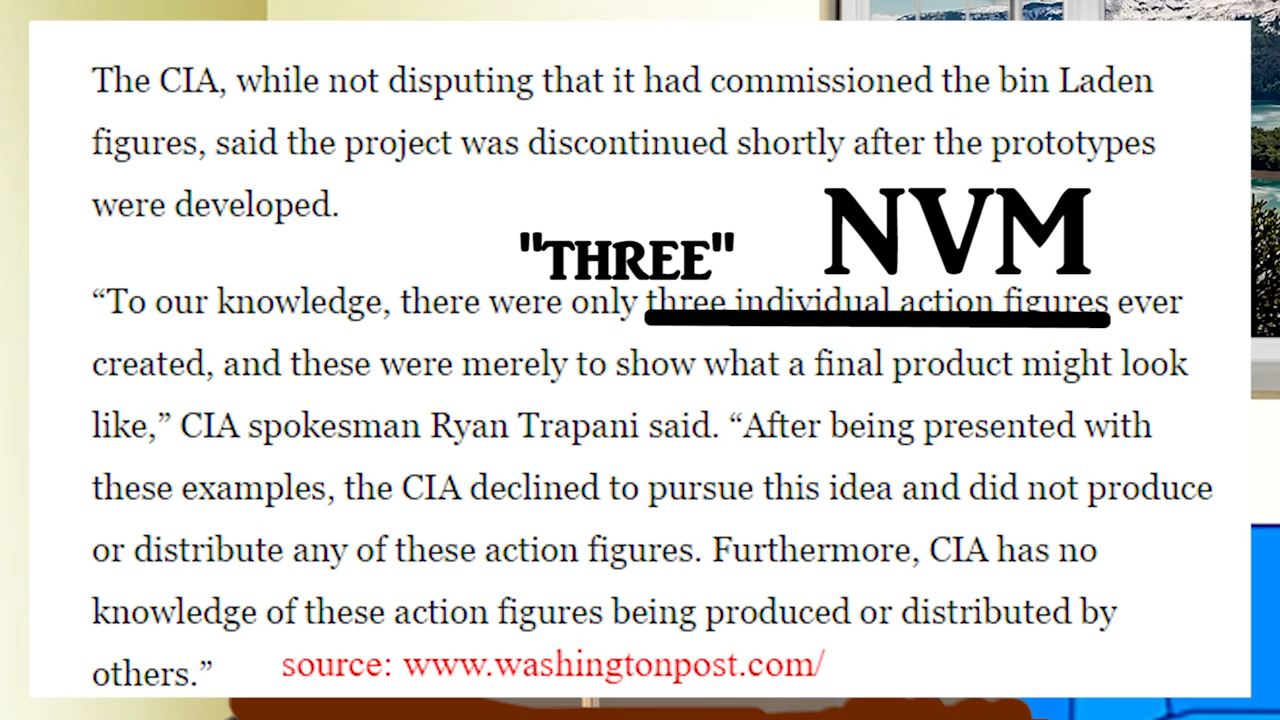 The CIA, while not disputing that it had commissioned the bin Laden
figures, said the project was discontinued shortly after the prototypes
were developed.
"THREE" NVM
“To our knowledge, there were only three individual action figures ever
created, and these were merely to show what a final product might look
like,” CIA spokesman Ryan Trapani said. “After being presented with
these examples, the CIA declined to pursue this idea and did not produce
or distribute any of these action figures. Furthermore, CIA has no
knowledge of these action figures being produced or distributed by
others.” source: www.washingtonpost.com/